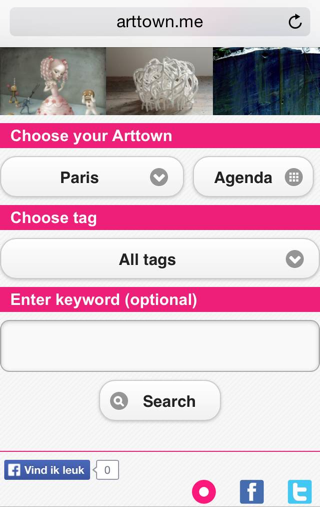 arttown.me
Choose your Arttown
Paris
Agenda
Choose tag
All tags
Enter keyword (optional)
Search
Vind ik leuk 0